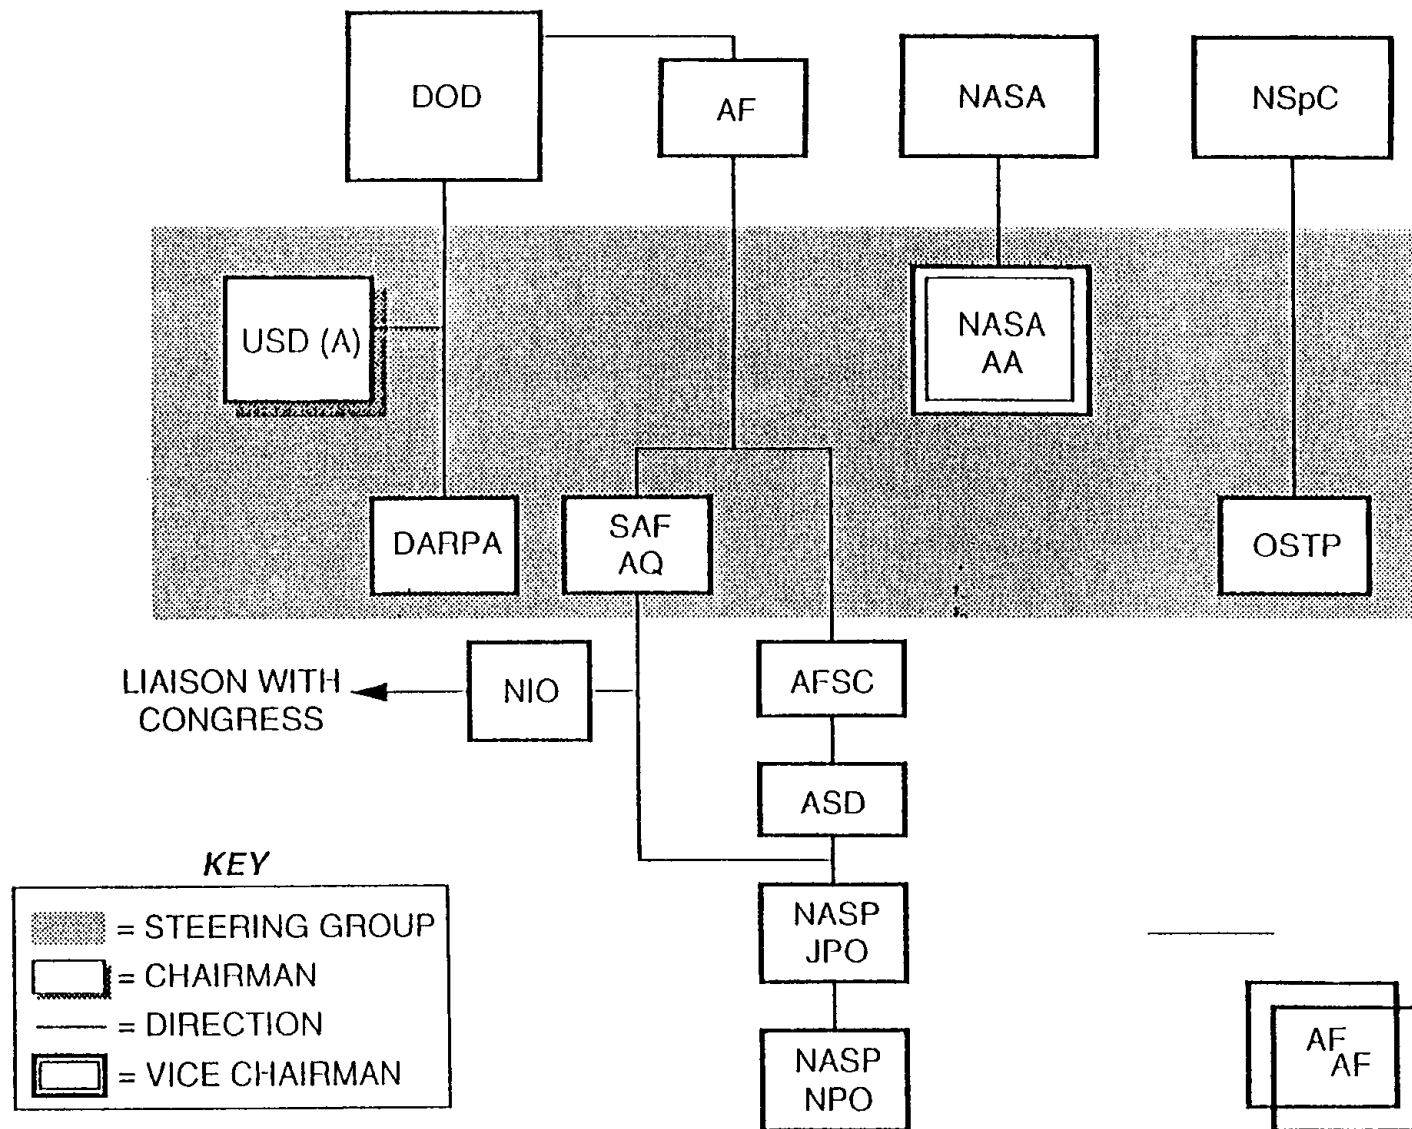 DOD
AF
NASA
NSpC
USD (A)
NASA
AA
DARPA
SAF
AQ
OSTP
LIAISON WITH
CONGRESS
NIO
AFSC
ASD
KEY
= STEERING GROUP
= CHAIRMAN
= DIRECTION
= VICE CHAIRMAN
NASP
JPO
NASP
NPO
AF
AF